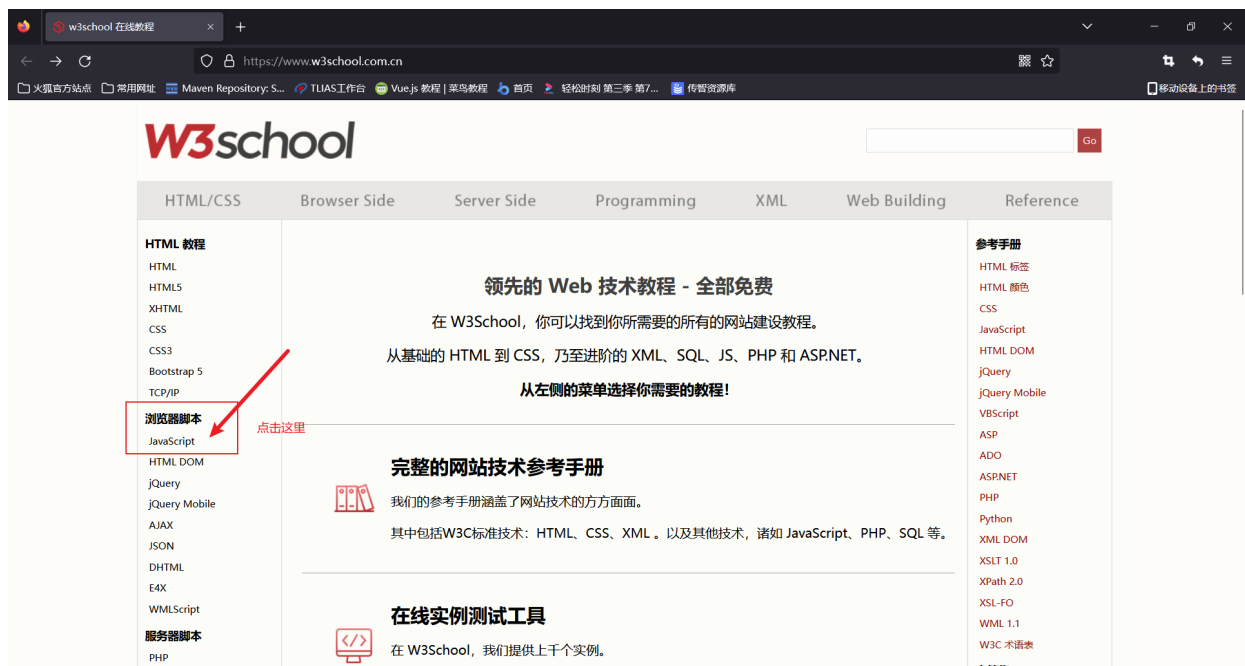 w3school 在线教程
https://www.w3school.com.cn
火狐官方站点 常用网址 Maven Repository: S... TLIAS工作台 Vue.js 教程 | 菜鸟教程 首页 轻松时刻 第三季 第7... 传智资源库 移动设备上的书签
W3school
Go
HTML/CSS Browser Side Server Side Programming XML Web Building Reference
HTML 教程
HTML
HTML5
XHTML
CSS
CSS3
Bootstrap 5
TCP/IP
浏览器脚本
JavaScript
HTML DOM
jQuery
jQuery Mobile
AJAX
JSON
DHTML
E4X
WMLScript
服务器脚本
PHP
点击这里
领先的 Web 技术教程 - 全部免费
在 W3School，你可以找到你所需要的所有的网站建设教程。
从基础的 HTML 到 CSS，乃至进阶的 XML、SQL、JS、PHP 和 ASP.NET。
从左侧的菜单选择你需要的教程！
完整的网站技术参考手册
我们的参考手册涵盖了网站技术的方方面面。
其中包括W3C标准技术：HTML、CSS、XML 。以及其他技术，诸如 JavaScript、PHP、SQL 等。
在线实例测试工具
在 W3School，我们提供上千个实例。
参考手册
HTML 标签
HTML 颜色
CSS
JavaScript
HTML DOM
jQuery
jQuery Mobile
VBScript
ASP
ADO
ASP.NET
PHP
Python
XML DOM
XSLT 1.0
XPath 2.0
XSL-FO
WML 1.1
W3C 术语表